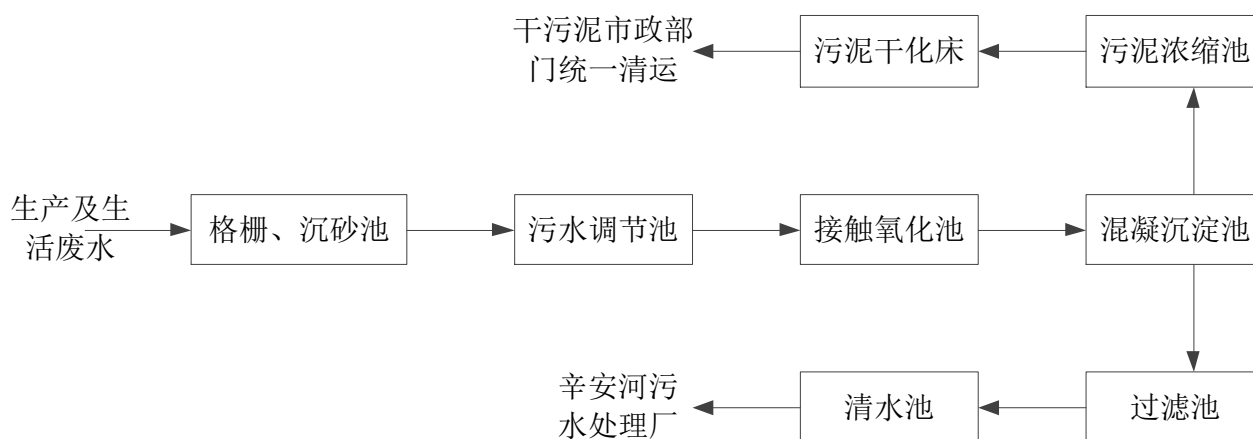 干污泥市政部
门统一清运
污泥干化床
污泥浓缩池
生产及生
活废水
格栅、沉砂池
污水调节池
接触氧化池
混凝沉淀池
辛安河污
水处理厂
清水池
过滤池